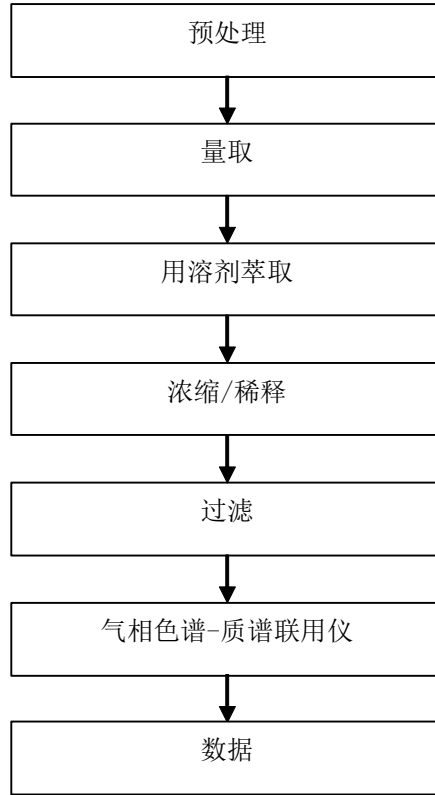 预处理
量取
用溶剂萃取
浓缩/稀释
过滤
气相色谱-质谱联用仪
数据